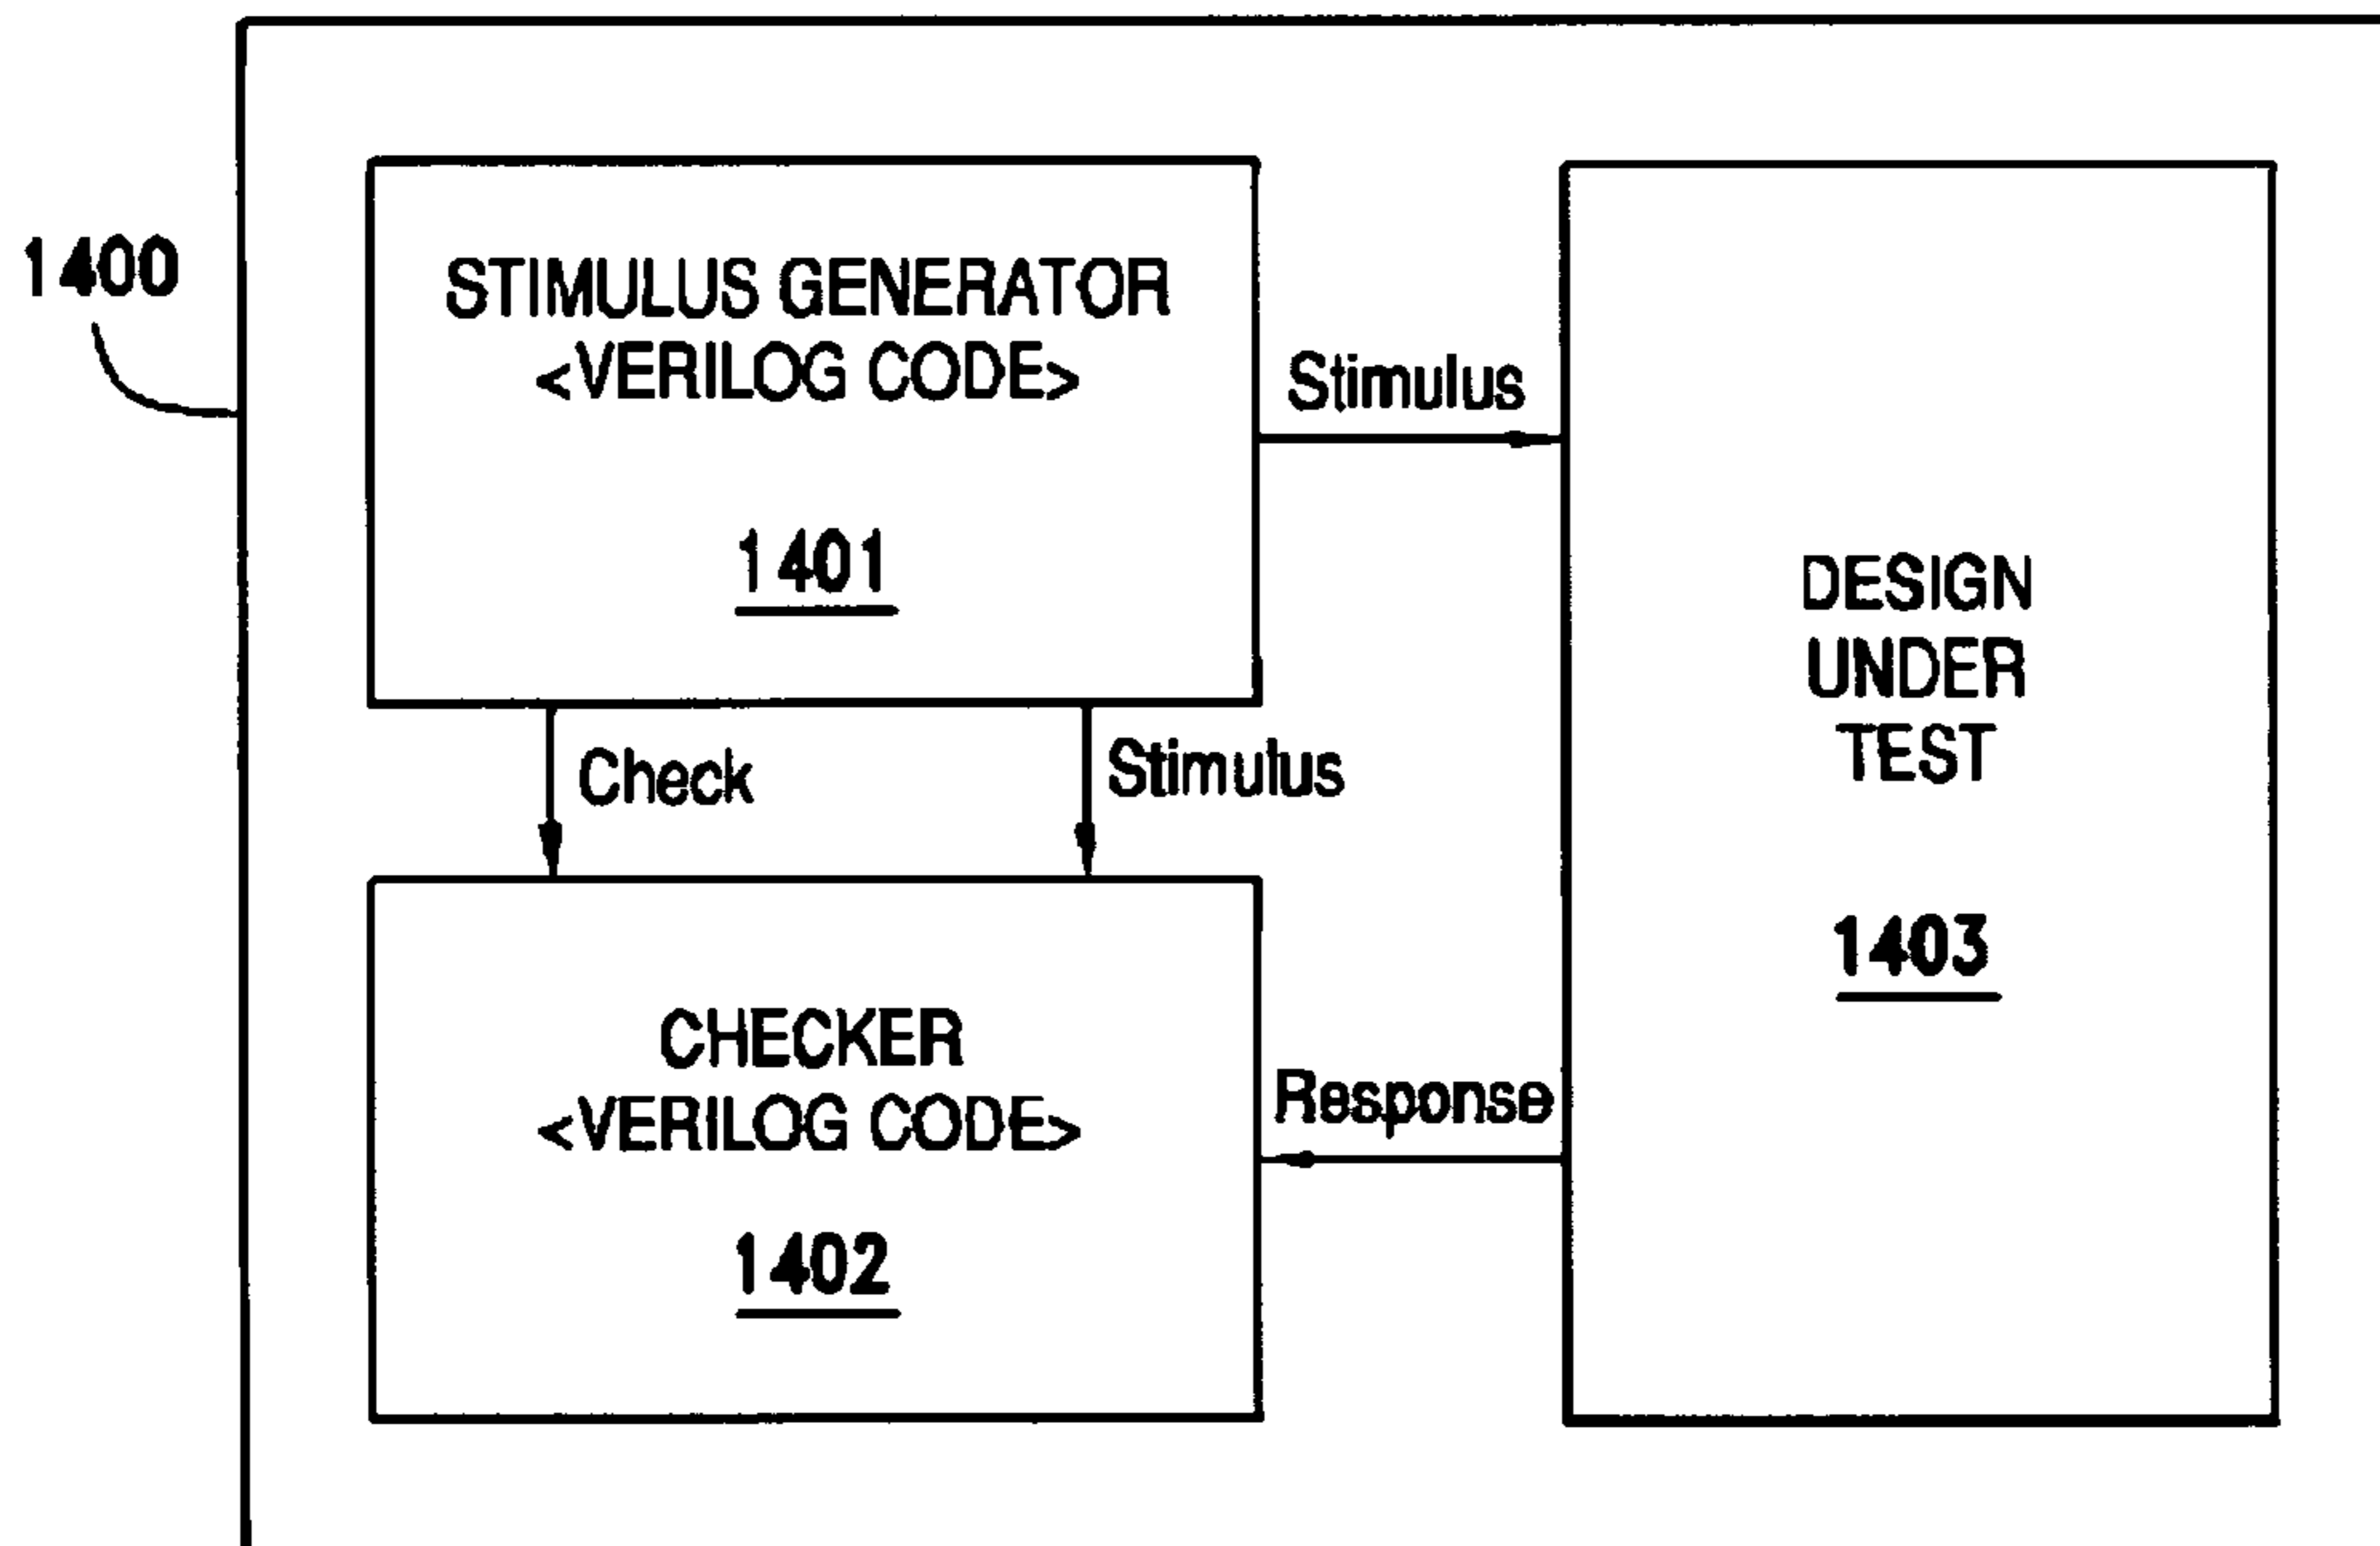 1400
STIMULUS GENERATOR
<VERILOG CODE>
1401
Stimulus
Check
Stimulus
DESIGN
UNDER
TEST
1403
CHECKER
<VERILOG CODE>
1402
Response